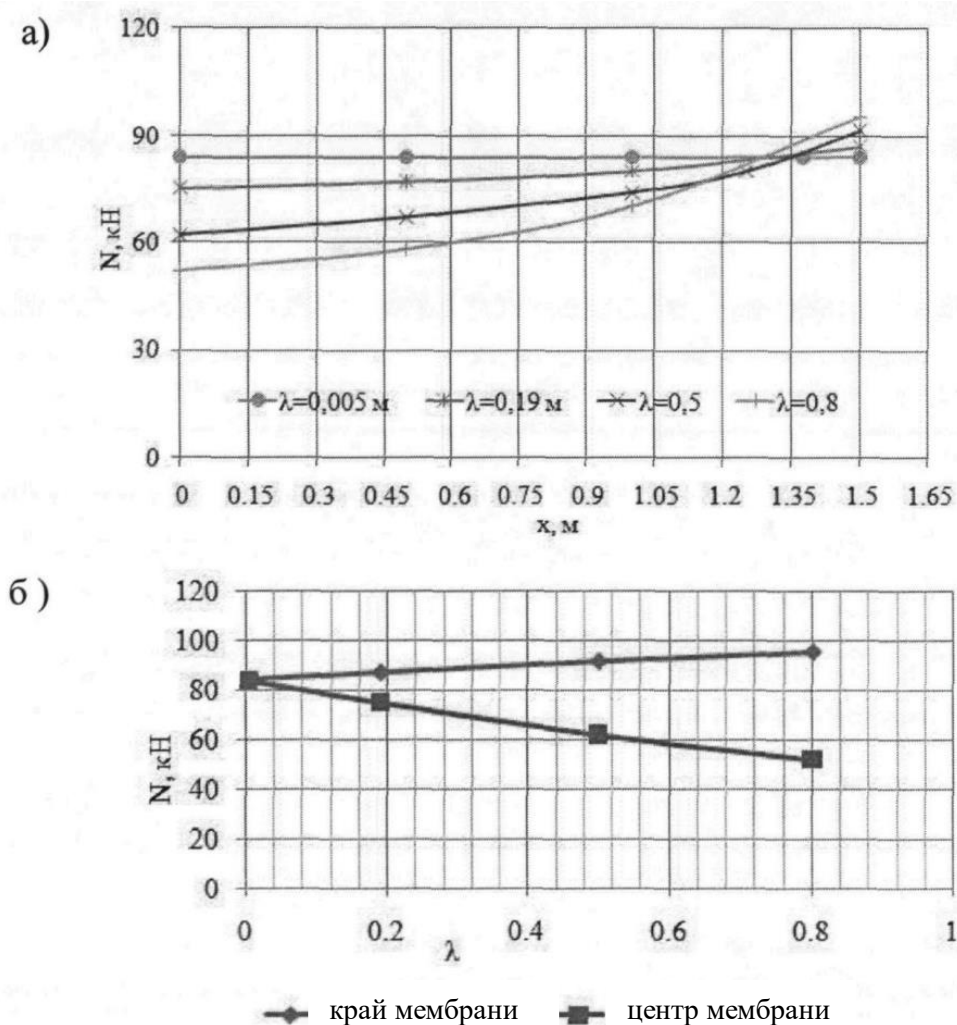 а)
120
90
60
30
0
N, кН
λ=0,005 м λ=0,19 м λ=0,5 λ=0,8
0 0.15 0.3 0.45 0.6 0.75 0.9 1.05 1.2 1.35 1.5 1.65
x, м
б )
120
100
80
60
40
20
0
N, кН
0 0.2 0.4 0.6 0.8 1
λ
край мембрани центр мембрани